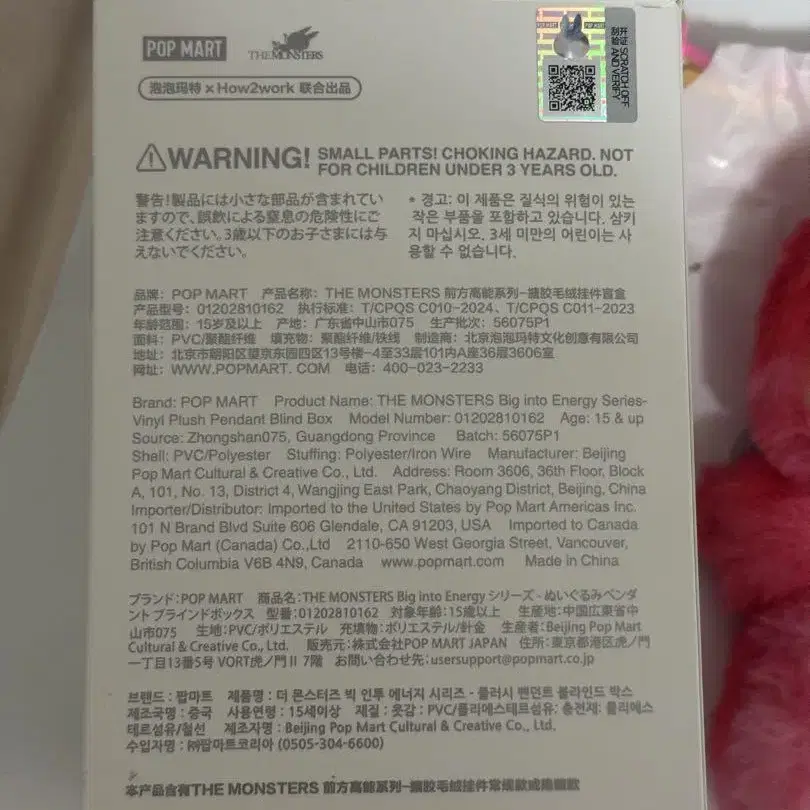 POP MART THE MONSTERS
泡泡玛特 × How2work 联合出品
POP MART
刮开 SCRATCH OFF
验证 AND VERIFY
⚠WARNING! SMALL PARTS! CHOKING HAZARD. NOT
FOR CHILDREN UNDER 3 YEARS OLD.
警告!製品には小さな部品が含まれてい
ますので、誤飲による窒息の危険性にご
注意ください。3歳以下のお子さまには与
えないでください。
* 경고: 이 제품은 질식의 위험이 있는
작은 부품을 포함하고 있습니다. 삼키
지 마십시오. 3세 미만의 어린이는 사
용할 수 없습니다.
品牌: POP MART 产品名称: THE MONSTERS 前方高能系列-搪胶毛绒挂件盲盒
产品型号: 01202810162 执行标准: T/CPQS C010-2024、T/CPQS C011-2023
年龄范围: 15岁及以上 产地: 广东省中山市075 生产批次: 56075P1
面料: PVC/聚酯纤维 填充物: 聚酯纤维/铁线 制造商: 北京泡泡玛特文化创意有限公司
地址: 北京市朝阳区望京东园四区13号楼-4至33层101内A座36层3606室
网址: WWW.POPMART.COM 电话: 400-023-2233
Brand: POP MART Product Name: THE MONSTERS Big into Energy Series-
Vinyl Plush Pendant Blind Box Model Number: 01202810162 Age: 15 & up
Source: Zhongshan075, Guangdong Province Batch: 56075P1
Shell: PVC/Polyester Stuffing: Polyester/Iron Wire Manufacturer: Beijing
Pop Mart Cultural & Creative Co., Ltd. Address: Room 3606, 36th Floor, Block
A, 101, No. 13, District 4, Wangjing East Park, Chaoyang District, Beijing, China
Importer/Distributor: Imported to the United States by Pop Mart Americas Inc.
101 N Brand Blvd Suite 606 Glendale, CA 91203, USA Imported to Canada
by Pop Mart (Canada) Co.,Ltd 2110-650 West Georgia Street, Vancouver,
British Columbia V6B 4N9, Canada www.popmart.com Made in China
ブランド:POP MART 商品名:THE MONSTERS Big into Energy シリーズ - ぬいぐるみペンダ
ント ブラインドボックス 型番:01202810162 対象年齢:15歳以上 生産地:中国広東省中
山市075 生地:PVC/ポリエステル 充填物:ポリエステル/針金 生産者:Beijing Pop Mart
Cultural & Creative Co., Ltd. 販売元:株式会社POP MART JAPAN 住所:東京都港区虎ノ門
一丁目13番5号 VORT虎ノ門 II 7階 お問い合わせ先:usersupport@popmart.co.jp
브랜드 : 팝마트 제품명 : 더 몬스터즈 빅 인투 에너지 시리즈 - 플러시 펜던트 블라인드 박스
제조국명 : 중국 사용연령 : 15세이상 재질 : 옷감 : PVC/폴리에스테르섬유: 충전재: 폴리에스
테르섬유/철선 제조자명 : Beijing Pop Mart Cultural & Creative Co., Ltd.
수입자명 : ㈜팝마트코리아 (0505-304-6600)
本产品含有THE MONSTERS 前方高能系列-搪胶毛绒挂件常规款或隐藏款